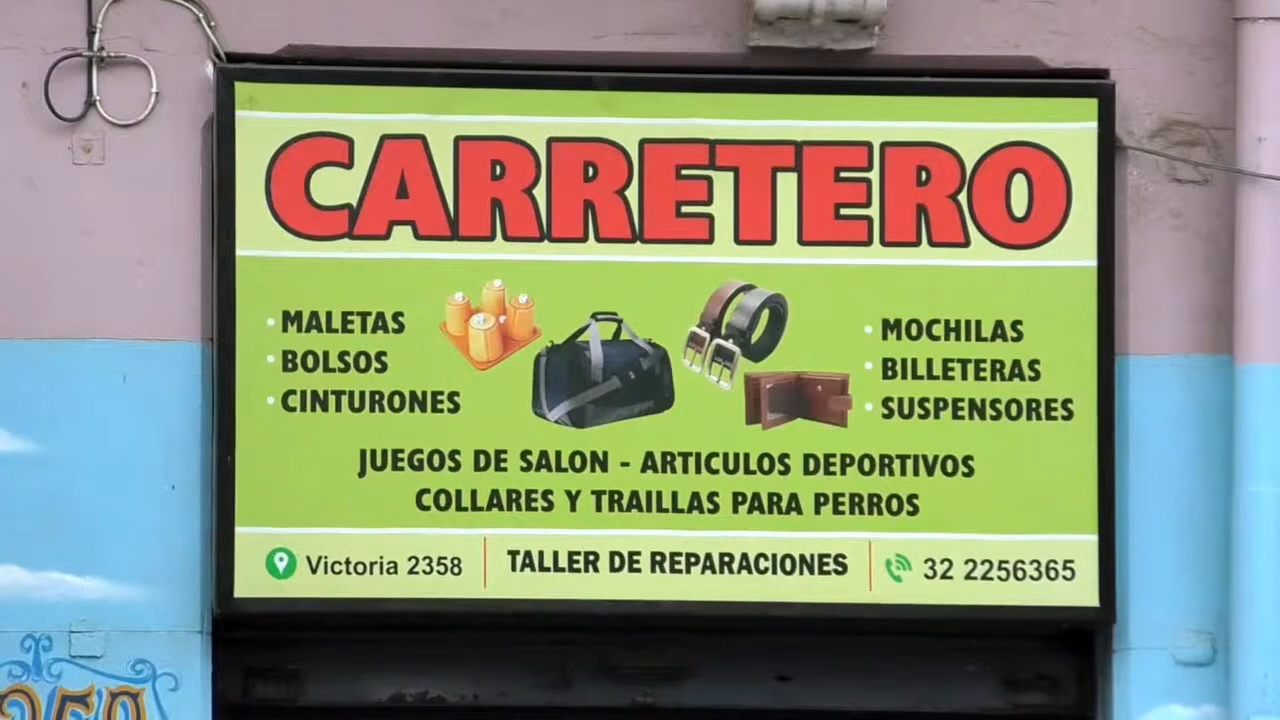 CARRETERO
• MALETAS
• BOLSOS
• CINTURONES
• MOCHILAS
• BILLETERAS
• SUSPENSORES
JUEGOS DE SALON - ARTICULOS DEPORTIVOS
COLLARES Y TRAILLAS PARA PERROS
Victoria 2358
TALLER DE REPARACIONES
32 2256365